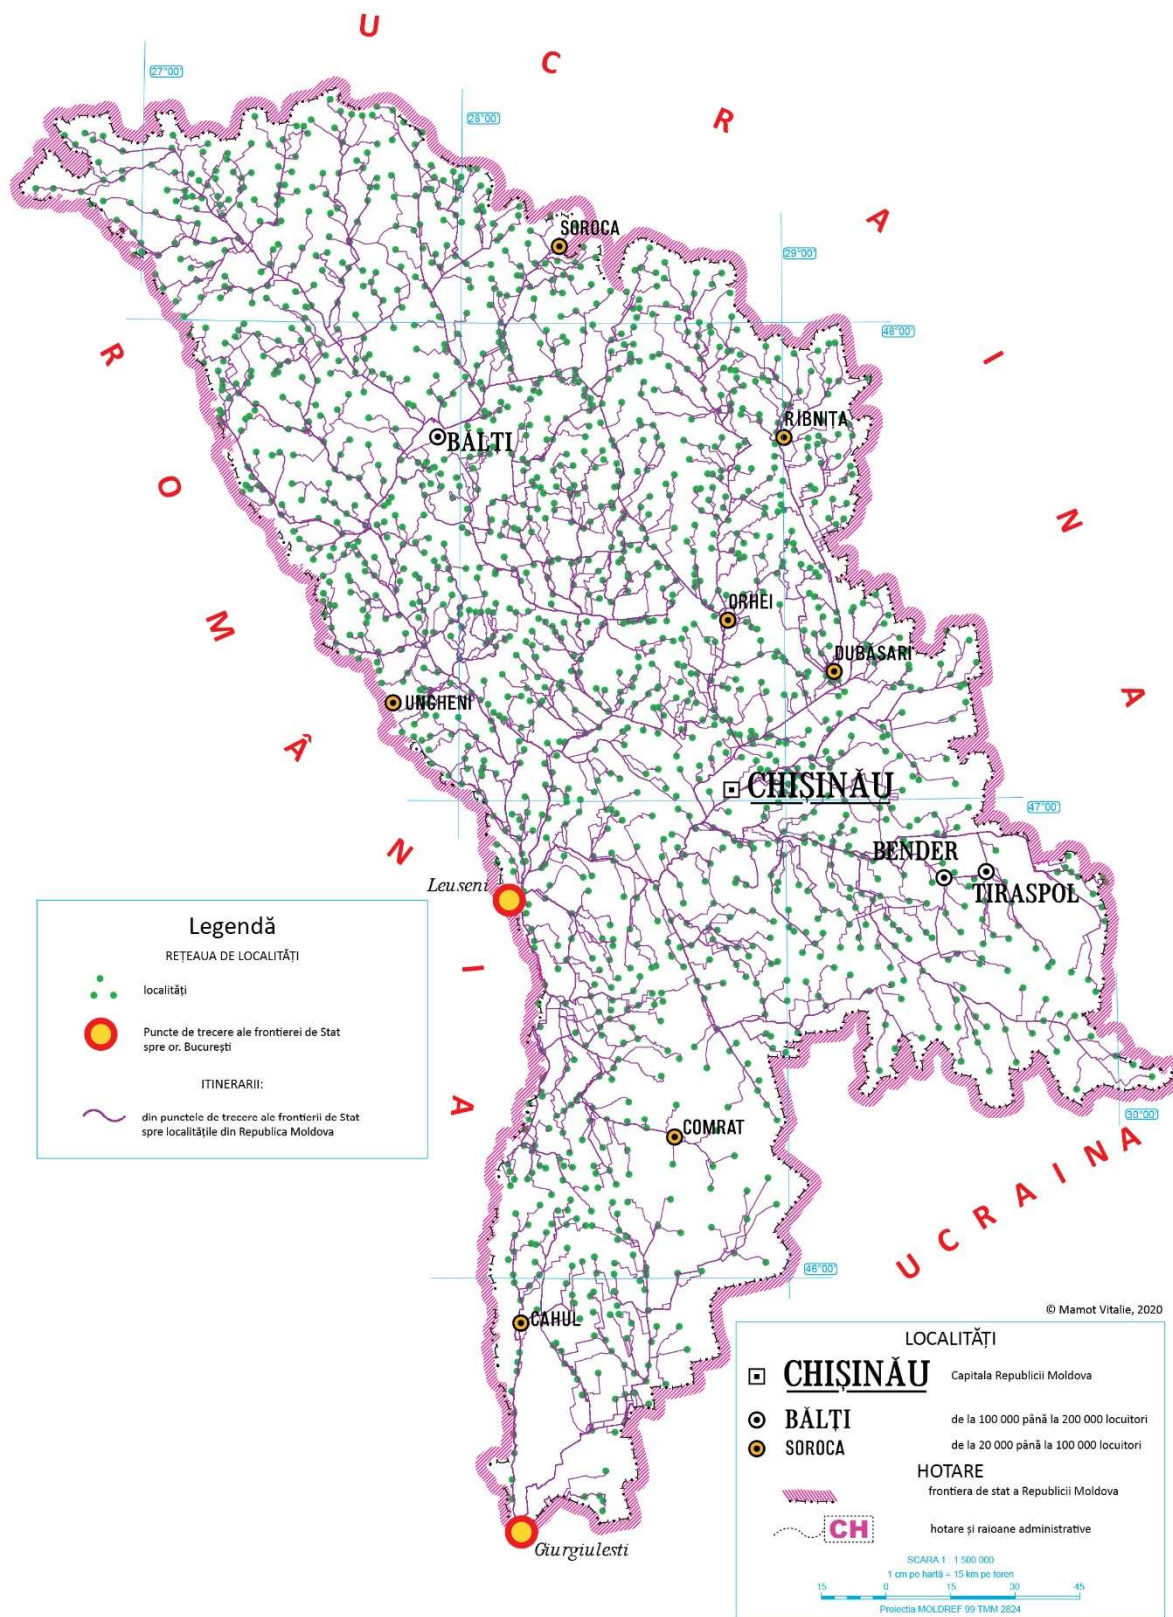 UCRAINA
27°00'
28°00'
SOROCA
29°00'
48°00'
ROMÂNIA
RÎBNIȚA
BĂLȚI
ORHEI
DUBĂSARI
UNGHENI
CHIȘINĂU
47°00'
BENDER
TIRASPOL
Leuseni
Legendă
REȚEAUA DE LOCALITĂȚI
localități
Puncte de trecere ale frontierei de Stat
spre or. București
ITINERARII:
din punctele de trecere ale frontierii de Stat
spre localitățile din Republica Moldova
COMRAT
30°00'
UCRAINA
46°00'
CAHUL
Giurgiulesti
© Mamot Vitalie, 2020
LOCALITĂȚI
CHIȘINĂU Capitala Republicii Moldova
BĂLȚI de la 100 000 până la 200 000 locuitori
SOROCA de la 20 000 până la 100 000 locuitori
HOTARE
frontiera de stat a Republicii Moldova
CH hotare și raioane administrative
SCARA 1 : 1 500 000
1 cm pe hartă = 15 km pe teren
15 0 15 30 45
Proiectia MOLDREF 99 TMM 2824